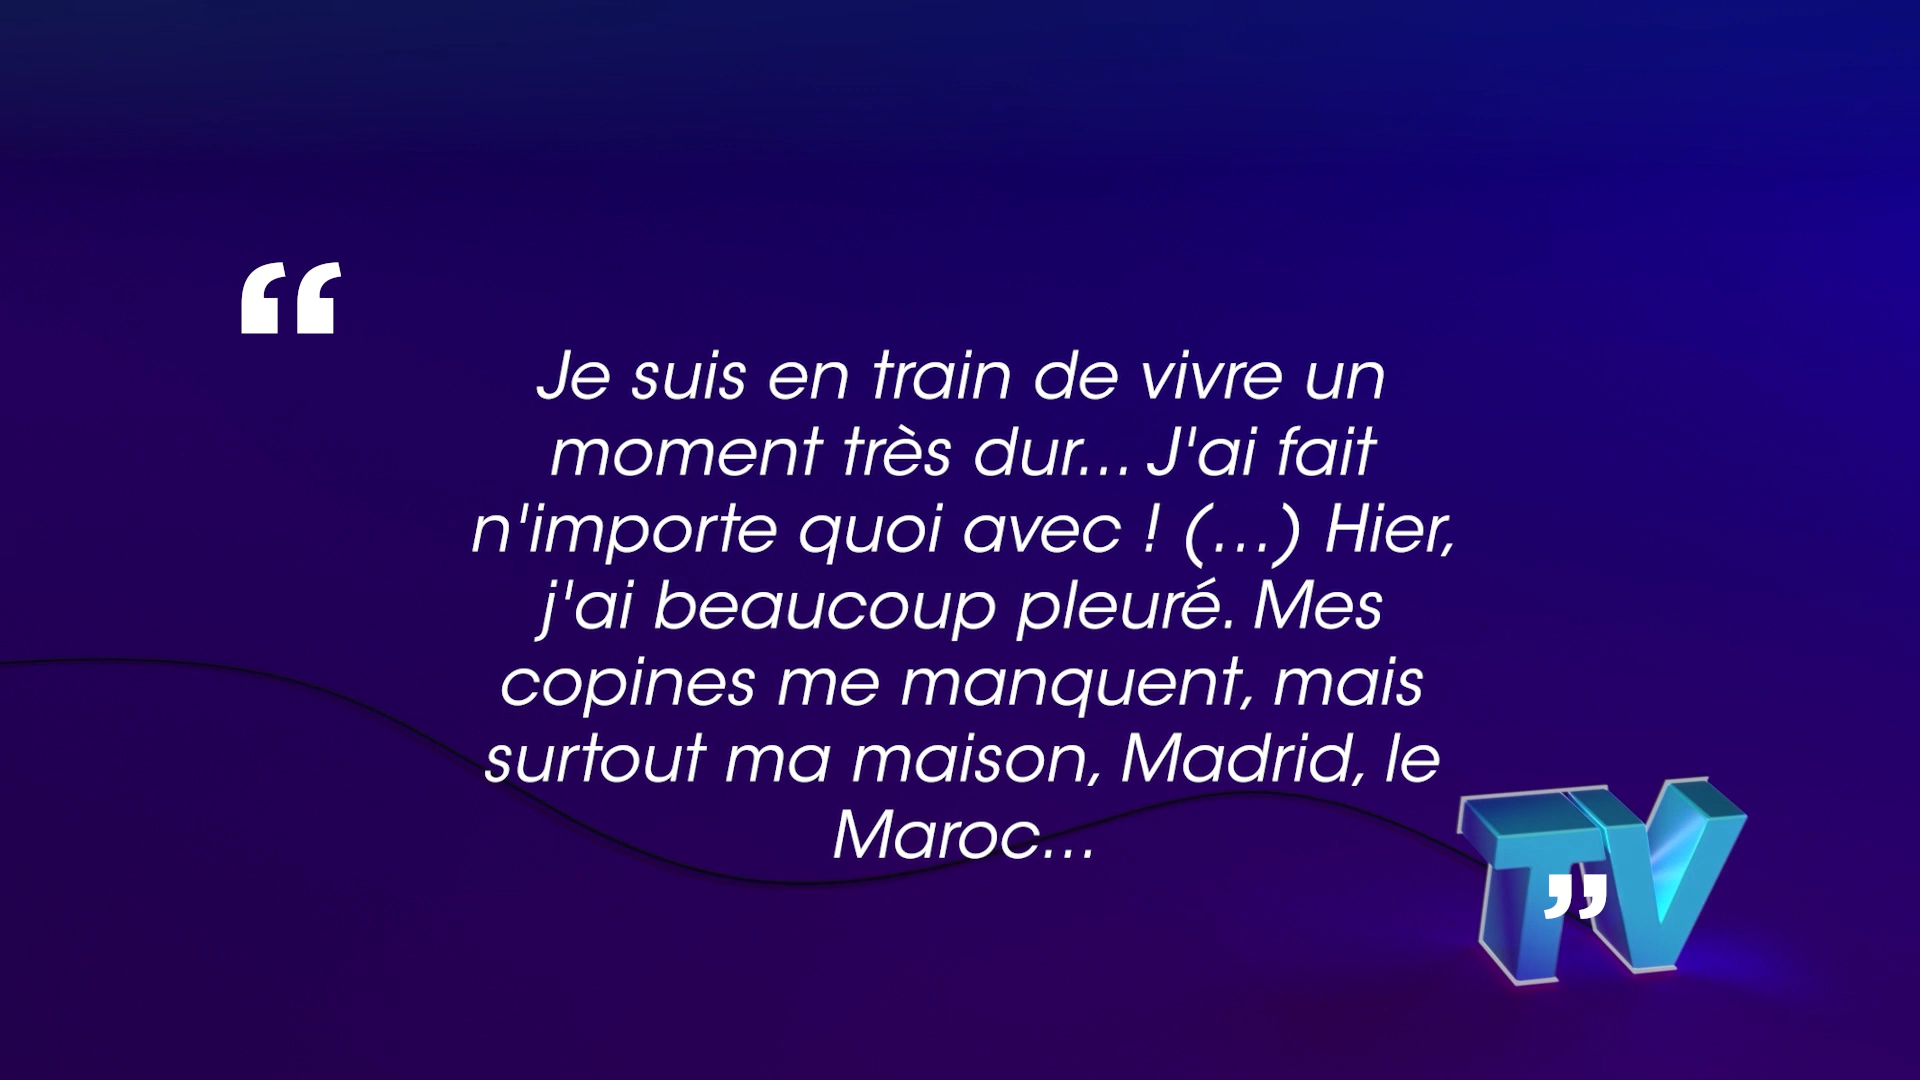 “
Je suis en train de vivre un
moment très dur... J'ai fait
n'importe quoi avec ! (...) Hier,
j'ai beaucoup pleuré. Mes
copines me manquent, mais
surtout ma maison, Madrid, le
Maroc...
TV
”